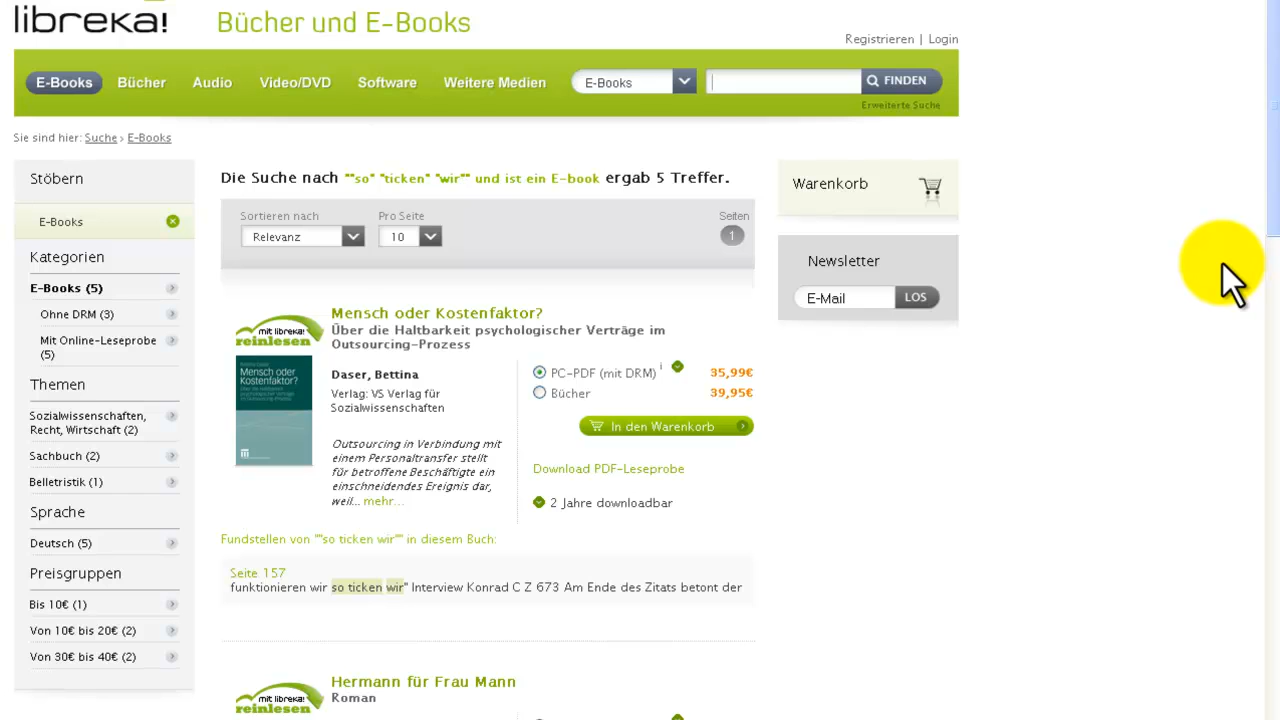 libreka!
Bücher und E-Books
Registrieren | Login
E-Books
Bücher
Audio
Video/DVD
Software
Weitere Medien
E-Books
FINDEN
Erweiterte Suche
Sie sind hier: Suche › E-Books
Stöbern
E-Books
Kategorien
E-Books (5)
Ohne DRM (3)
Mit Online-Leseprobe
(5)
Themen
Sozialwissenschaften,
Recht, Wirtschaft (2)
Sachbuch (2)
Belletristik (1)
Sprache
Deutsch (5)
Preisgruppen
Bis 10€ (1)
Von 10€ bis 20€ (2)
Von 30€ bis 40€ (2)
Die Suche nach ""so" "ticken" "wir"" und ist ein E-book ergab 5 Treffer.
Sortieren nach
Pro Seite
Seiten
Relevanz
10
1
mit libreka!
reinlesen
Mensch oder Kostenfaktor?
Über die Haltbarkeit psychologischer Verträge im
Outsourcing-Prozess
Mensch oder
Kostenfaktor?
Daser, Bettina
Verlag: VS Verlag für
Sozialwissenschaften
Outsourcing in Verbindung mit
einem Personaltransfer stellt
für betroffene Beschäftigte ein
einschneidendes Ereignis dar,
weil... mehr...
PC-PDF (mit DRM) i
35,99€
Bücher
39,95€
In den Warenkorb
Download PDF-Leseprobe
2 Jahre downloadbar
Fundstellen von ""so ticken wir"" in diesem Buch:
Seite 157
funktionieren wir so ticken wir" Interview Konrad C Z 673 Am Ende des Zitats betont der
mit libreka!
reinlesen
Hermann für Frau Mann
Roman
Warenkorb
Newsletter
E-Mail
LOS